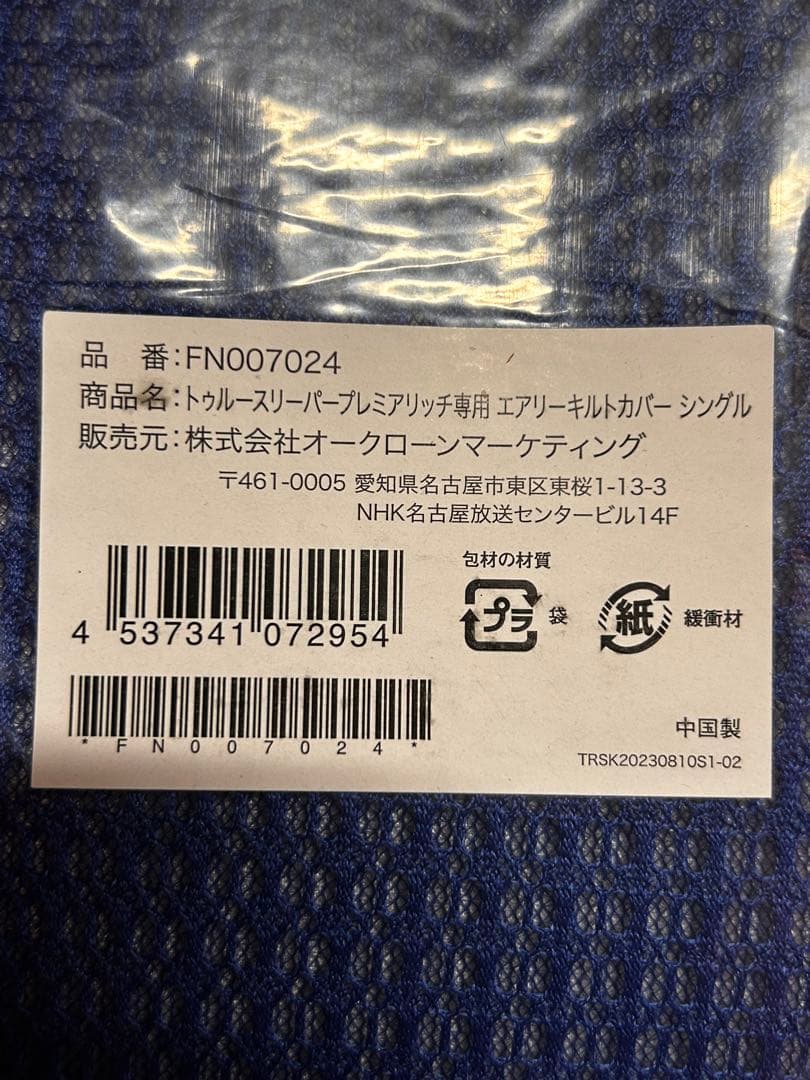 品 番:FN007024
商品名:トゥルースリーパープレミアリッチ専用 エアリーキルトカバー シングル
販売元:株式会社オークローンマーケティング
〒461-0005 愛知県名古屋市東区東桜1-13-3
NHK名古屋放送センタービル14F
包材の材質
プラ 袋 紙 緩衝材
4 537341 072954
*FN007024*
中国製
TRSK20230810S1-02